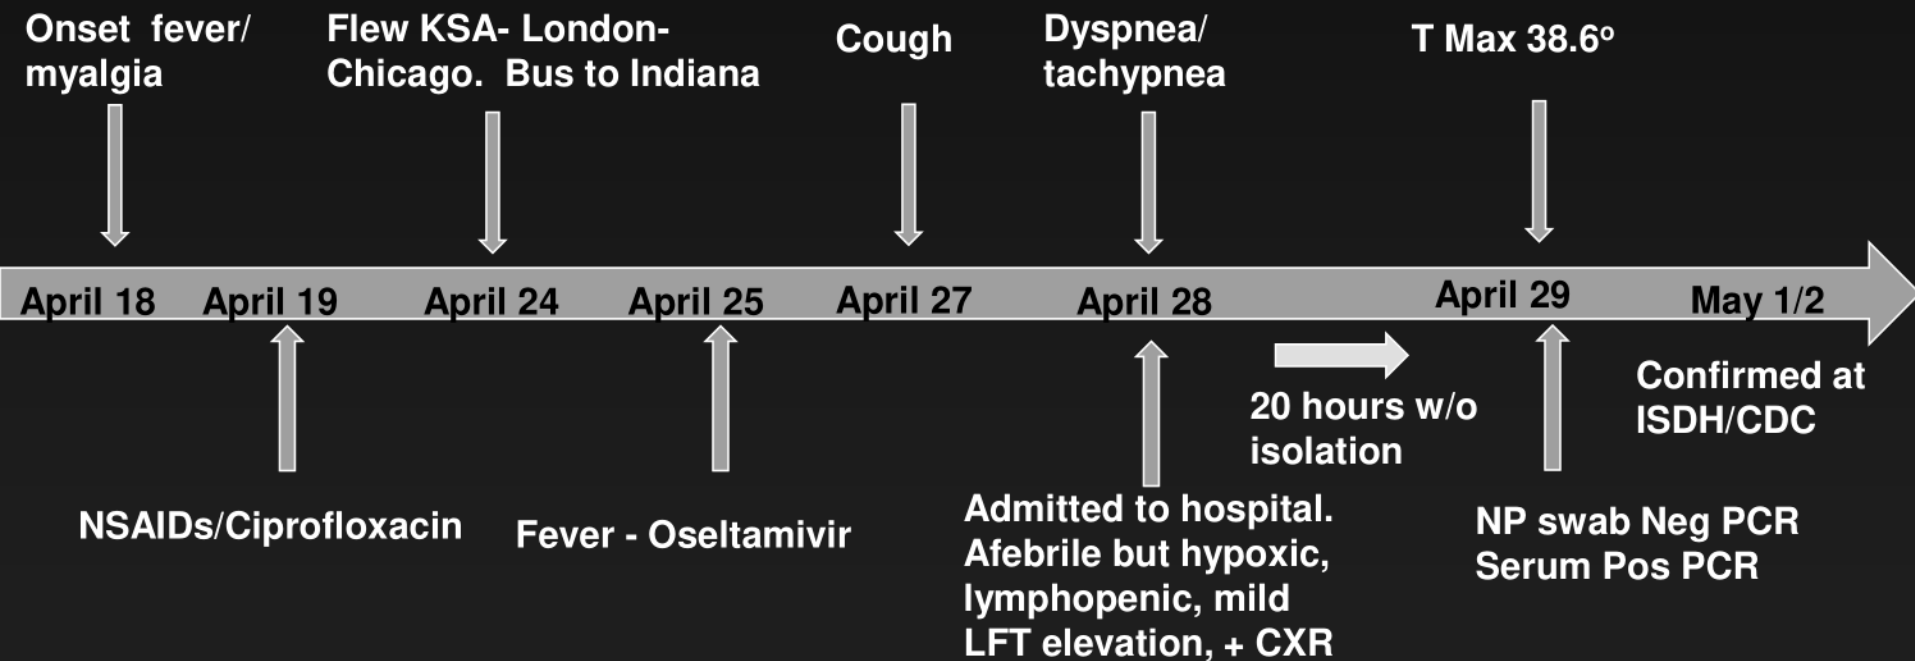 Onset fever/
myalgia
Flew KSA- London-
Chicago. Bus to Indiana
Cough
Dyspnea/
tachypnea
T Max 38.6º
April 18
April 19
April 24
April 25
April 27
April 28
April 29
May 1/2
NSAIDs/Ciprofloxacin
Fever - Oseltamivir
Admitted to hospital.
Afebrile but hypoxic,
lymphopenic, mild
LFT elevation, + CXR
20 hours w/o
isolation
NP swab Neg PCR
Serum Pos PCR
Confirmed at
ISDH/CDC